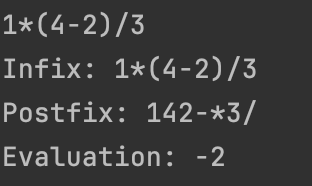 1*(4-2)/3
Infix: 1*(4-2)/3
Postfix: 142-*3/
Evaluation: -2